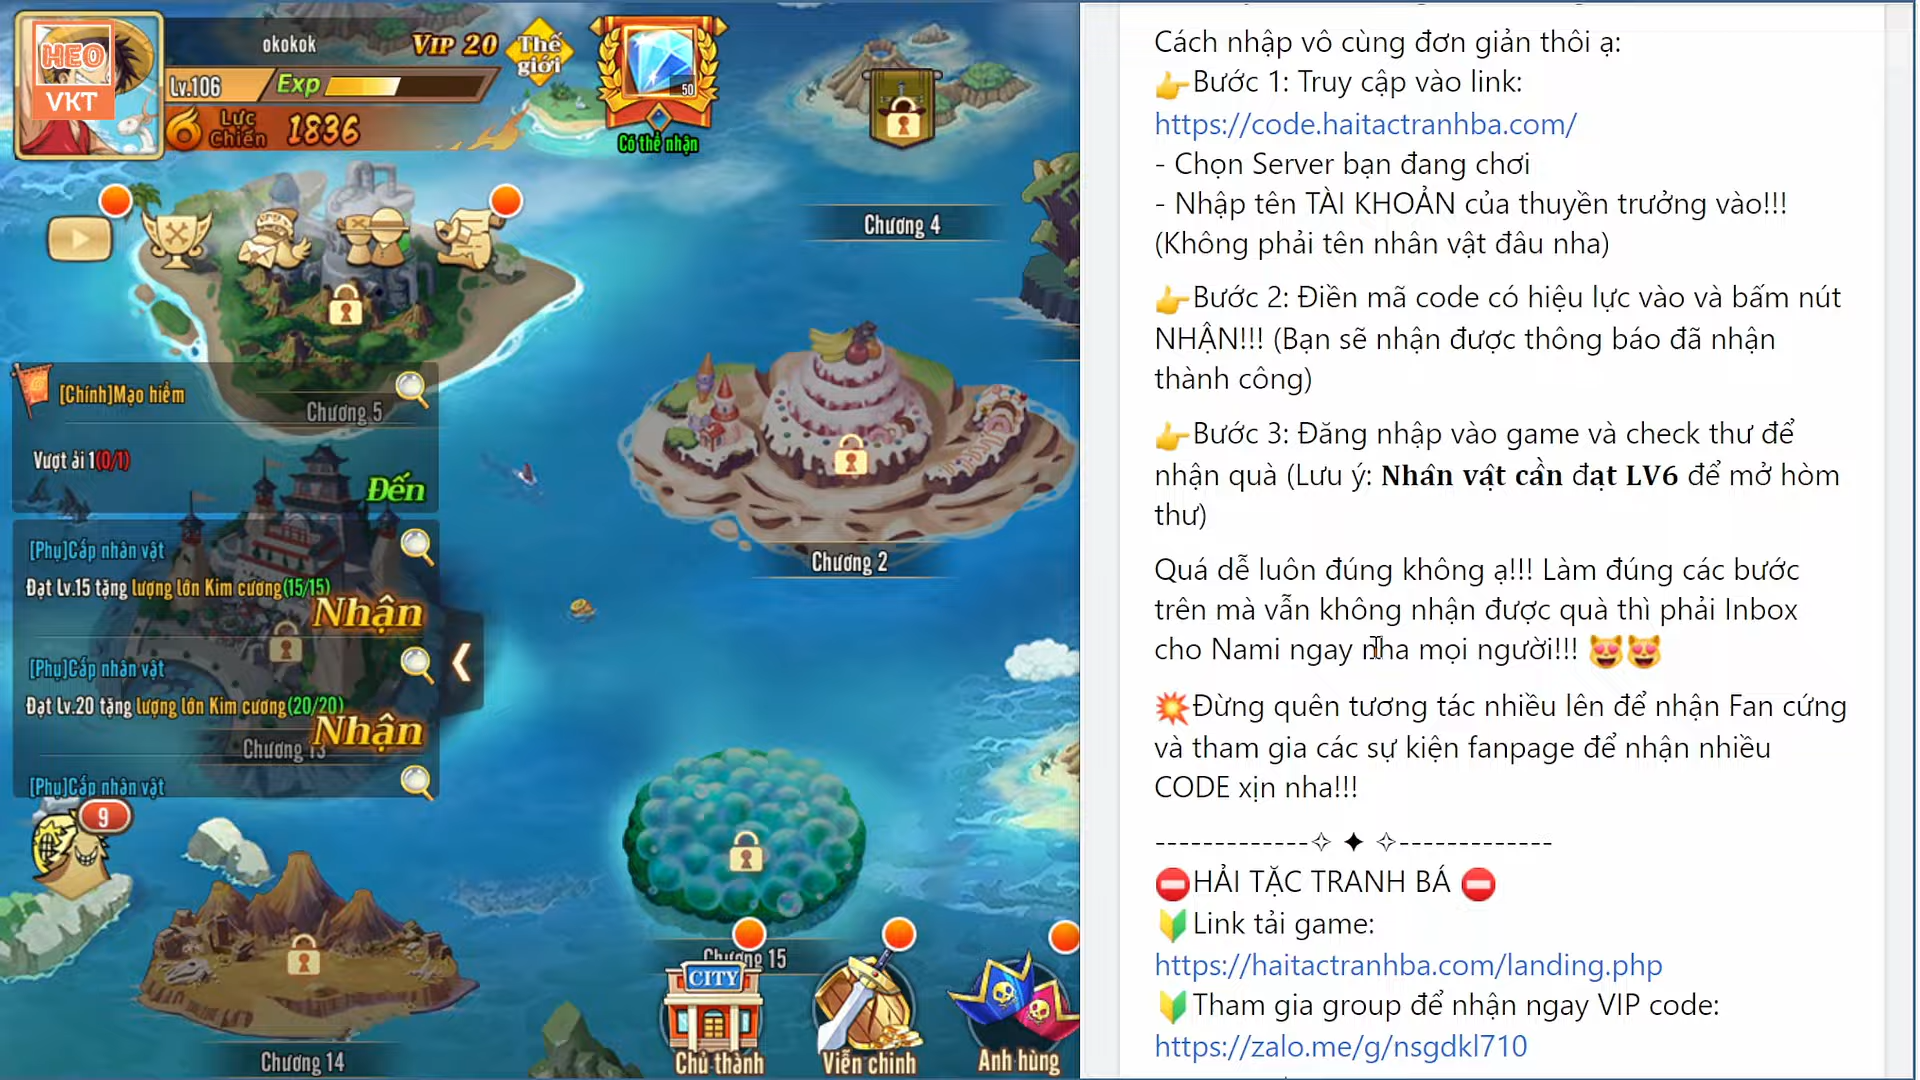 HEO
VKT
okokok
VIP 20
Lv.106
Exp
Lực Chiến
1836
Thế giới
50
Có thể nhận
Chương 4
[Chính]Mạo hiểm
Chương 5
Vượt ải 1(0/1)
Đến
[Phụ]Cấp nhân vật
Đạt Lv.15 tặng lượng lớn Kim cương(15/15)
Nhận
[Phụ]Cấp nhân vật
Đạt Lv.20 tặng lượng lớn Kim cương(20/20)
Nhận
Chương 13
[Phụ]Cấp nhân vật
9
Chương 2
Chương 15
Chương 14
CITY
Chủ thành
Viễn chinh
Anh hùng
Cách nhập vô cùng đơn giản thôi ạ:
👉Bước 1: Truy cập vào link:
https://code.haitactranhba.com/
- Chọn Server bạn đang chơi
- Nhập tên TÀI KHOẢN của thuyền trưởng vào!!!
(Không phải tên nhân vật đâu nha)
👉Bước 2: Điền mã code có hiệu lực vào và bấm nút
NHẬN!!! (Bạn sẽ nhận được thông báo đã nhận
thành công)
👉Bước 3: Đăng nhập vào game và check thư để
nhận quà (Lưu ý: Nhân vật cần đạt LV6 để mở hòm
thư)
Quá dễ luôn đúng không ạ!!! Làm đúng các bước
trên mà vẫn không nhận được quà thì phải Inbox
cho Nami ngay nha mọi người!!! 😻😻
💥Đừng quên tương tác nhiều lên để nhận Fan cứng
và tham gia các sự kiện fanpage để nhận nhiều
CODE xịn nha!!!
-------------✧ ✦ ✧-------------
⛔HẢI TẶC TRANH BÁ ⛔
🔰Link tải game:
https://haitactranhba.com/landing.php
🔰Tham gia group để nhận ngay VIP code:
https://zalo.me/g/nsgdkl710